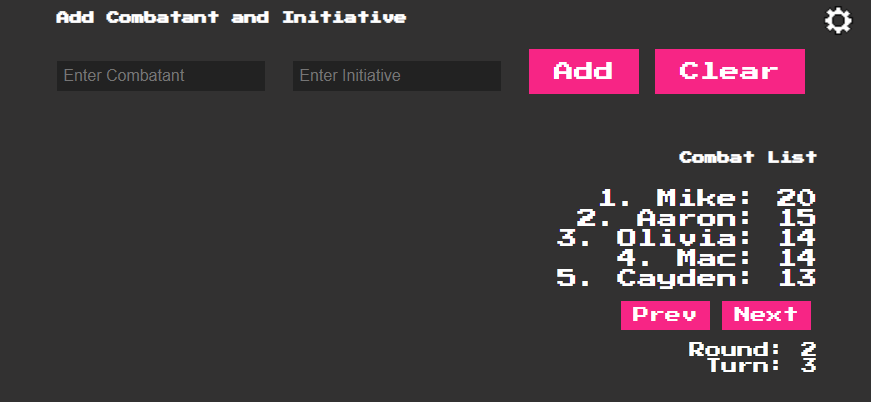 Add Combatant and Initiative
Enter Combatant Enter Initiative Add Clear
Combat List
1. Mike: 20
2. Aaron: 15
3. Olivia: 14
4. Mac: 14
5. Cayden: 13
Prev Next
Round: 2
Turn: 3